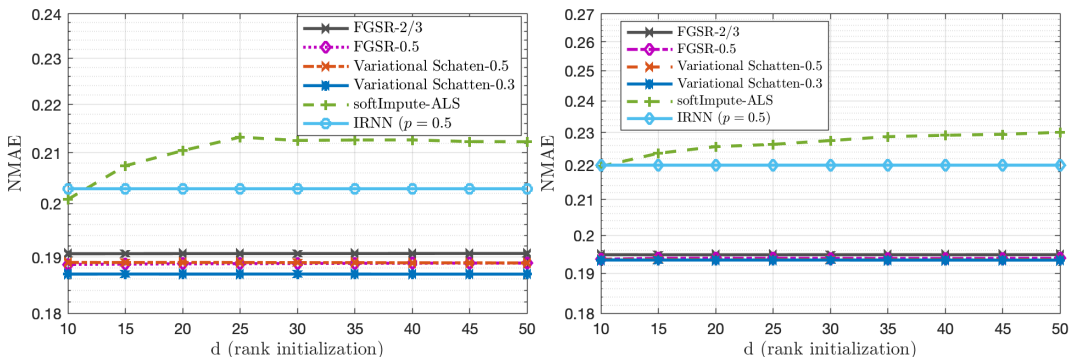 0.24
0.23
0.22
0.21
0.2
0.19
0.18
NMAE
FGSR-2/3
FGSR-0.5
Variational Schatten-0.5
Variational Schatten-0.3
softImpute-ALS
IRNN (p = 0.5)
10 15 20 25 30 35 40 45 50
d (rank initialization)
0.27
0.26
0.25
0.24
0.23
0.22
0.2
0.19
0.18
NMAE
FGSR-2/3
FGSR-0.5
Variational Schatten-0.5
Variational Schatten-0.3
softImpute-ALS
IRNN (p = 0.5)
10 15 20 25 30 35 40 45 50
d (rank initialization)